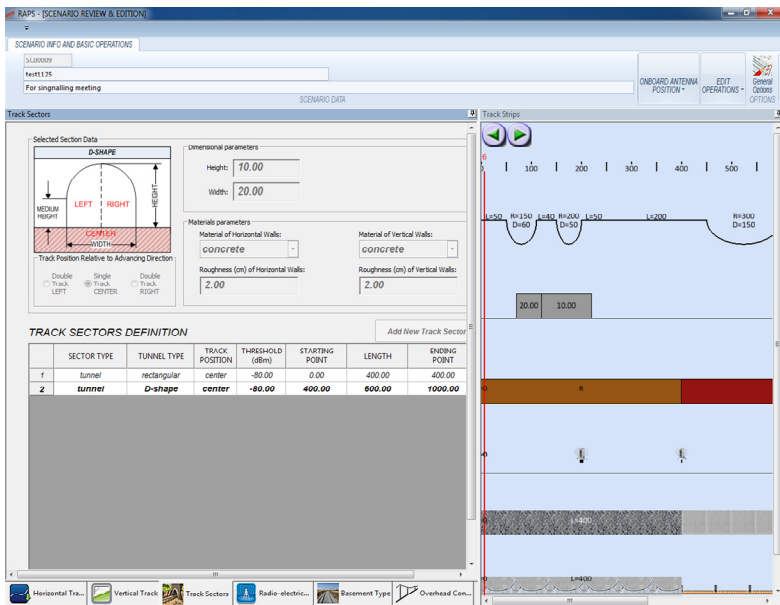 RAPS - [SCENARIO REVIEW & EDITION]
SCENARIO INFO AND BASIC OPERATIONS
SC00009
test1125
For singnalling meeting
SCENARIO DATA
ONBOARD ANTENNA
POSITION
EDIT
OPERATIONS
General
Options
OPTIONS
Track Sectors
Selected Section Data
D-SHAPE
LEFT RIGHT
HEIGHT
MEDIUM
HEIGHT
CENTER
WIDTH
Track Position Relative to Advancing Direction
Double
Track
LEFT
Single
Track
CENTER
Double
Track
RIGHT
Dimensional parameters
Height: 10.00
Width: 20.00
Materials parameters
Material of Horizontal Walls:
concrete
Material of Vertical Walls:
concrete
Roughness (cm) of Horizontal Walls:
2.00
Roughness (cm) of Vertical Walls:
2.00
TRACK SECTORS DEFINITION
Add New Track Sector
SECTOR TYPE TUNNEL TYPE TRACK POSITION THRESHOLD (dBm) STARTING POINT LENGTH ENDING POINT
1 tunnel rectangular center -80.00 0.00 400.00 400.00
2 tunnel D-shape center -80.00 400.00 600.00 1000.00
Horizontal Tra...
Vertical Track
Track Sectors
Radio-electric...
Basement Type
Overhead Con...
Track Strips
6
100 200 300 400 500
L=50 R=150 L=40 R=200 L=50 L=200 R=300
D=60 D=50 D=150
20.00 10.00
R
L=400
L=400